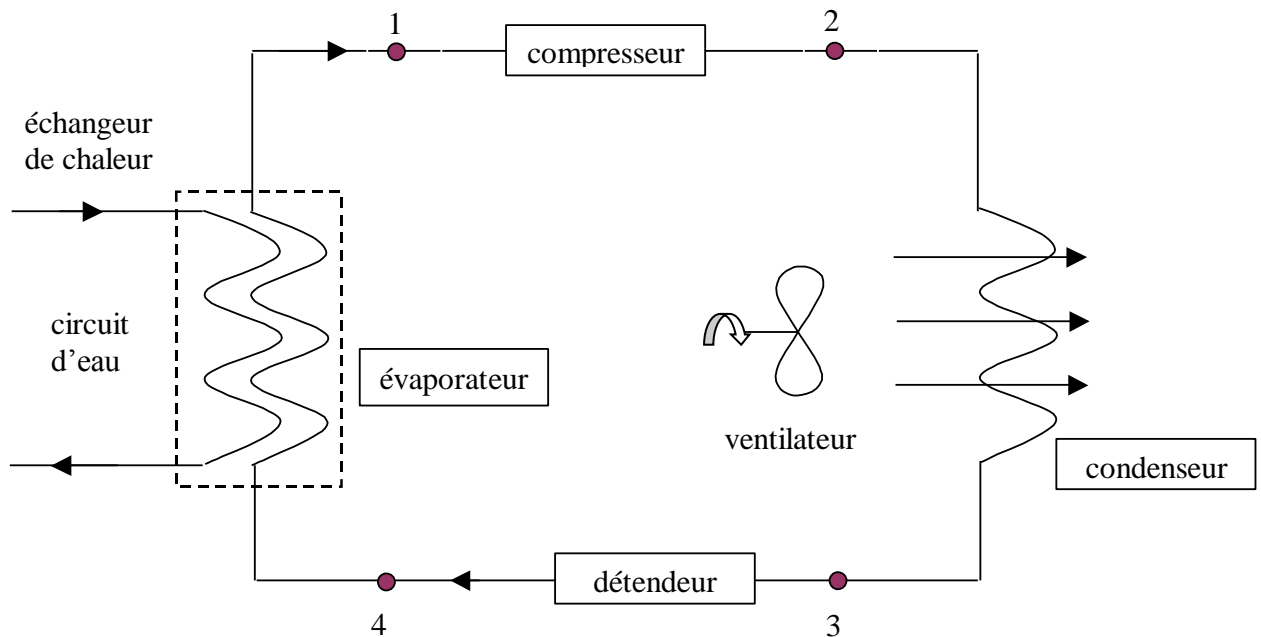 1
2
compresseur
échangeur
de chaleur
circuit
d'eau
évaporateur
ventilateur
condenseur
détendeur
4
3